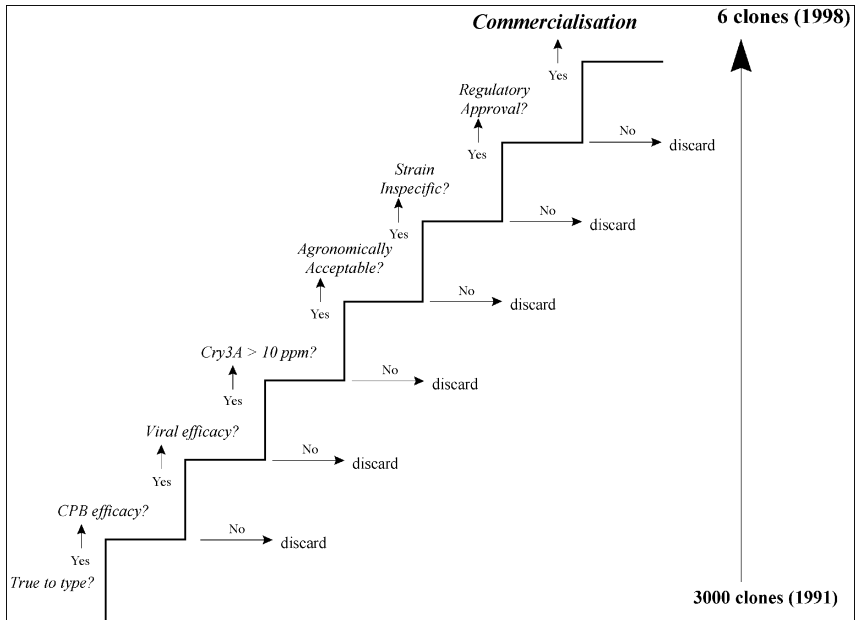 Commercialisation
6 clones (1998)
Yes
Regulatory
Approval?
No
discard
Yes
Strain
Inspecific?
No
discard
Yes
Agronomically
Acceptable?
No
discard
Yes
Cry3A > 10 ppm?
No
discard
Yes
Viral efficacy?
No
discard
Yes
CPB efficacy?
No
discard
Yes
True to type?
3000 clones (1991)